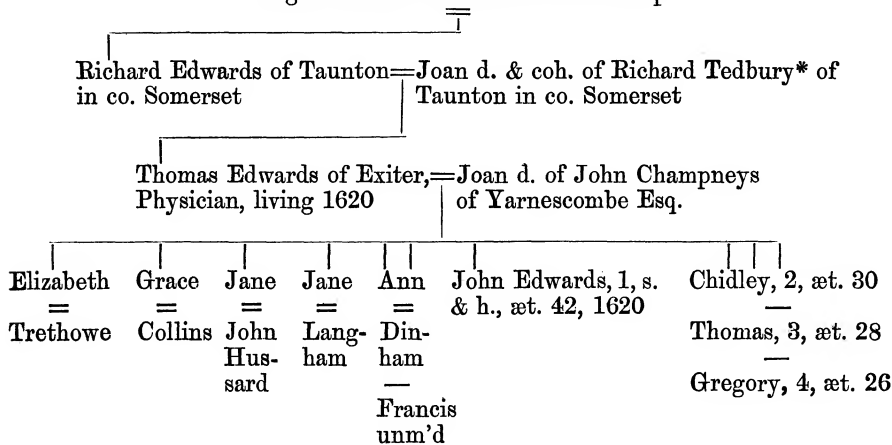 Richard Edwards of Taunton=Joan d. & coh. of Richard Tedbury* of
in co. Somerset Taunton in co. Somerset
Thomas Edwards of Exiter,=Joan d. of John Champneys
Physician, living 1620 of Yarnescombe Esq.
Elizabeth
=
Trethowe
Grace
=
Collins
Jane
=
John
Hus-
sard
Jane
=
Lang-
ham
Ann
=
Din-
ham
—
Francis
unm'd
John Edwards, 1, s.
& h., æt. 42, 1620
Chidley, 2, æt. 30
—
Thomas, 3, æt. 28
—
Gregory, 4, æt. 26